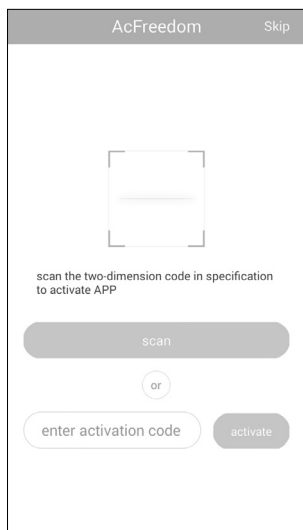 AcFreedom Skip
scan the two-dimension code in specification
to activate APP
scan
or
enter activation code activate